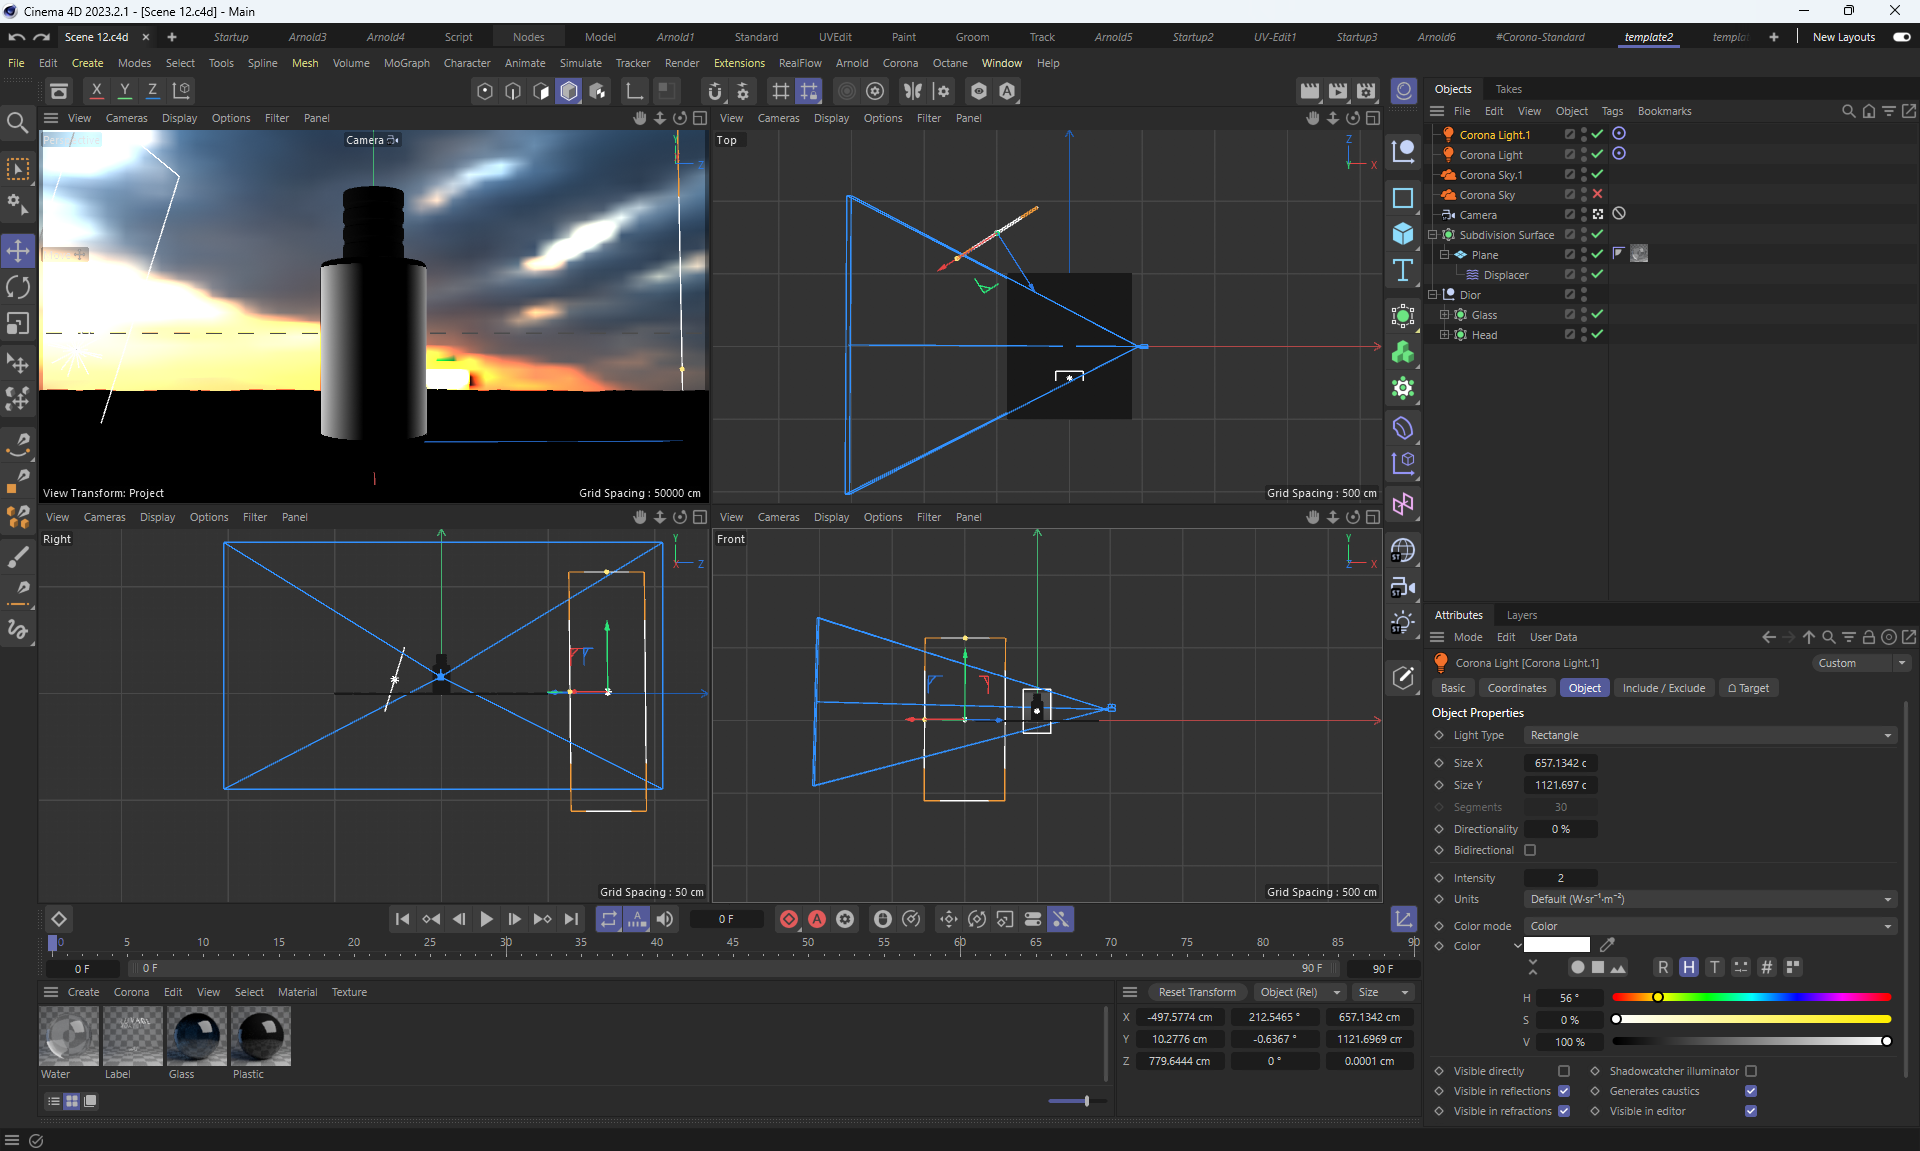 Cinema 4D 2023.2.1 - [Scene 12.c4d] - Main
Scene 12.c4d × + Startup Arnold3 Arnold4 Script Nodes Model Arnold1 Standard UVEdit Paint Groom Track Arnold5 Startup2 UV-Edit1 Startup3 Arnold6 #Corona-Standard template2 templat + New Layouts
File Edit Create Modes Select Tools Spline Mesh Volume MoGraph Character Animate Simulate Tracker Render Extensions RealFlow Arnold Corona Octane Window Help
X Y Z
Objects Takes
File Edit View Object Tags Bookmarks
View Cameras Display Options Filter Panel
View Cameras Display Options Filter Panel
Camera
Top
Corona Light.1
Corona Light
Corona Sky.1
Corona Sky
Camera
Subdivision Surface
Plane
Displacer
Dior
Glass
Head
View Transform: Project
Grid Spacing : 50000 cm
Grid Spacing : 500 cm
View Cameras Display Options Filter Panel
View Cameras Display Options Filter Panel
Right
Front
Grid Spacing : 50 cm
Grid Spacing : 500 cm
Attributes Layers
Mode Edit User Data
Corona Light [Corona Light.1]
Custom
Basic Coordinates Object Include / Exclude Target
Object Properties
Light Type Rectangle
Size X 657.1342 c
Size Y 1121.697 c
Segments 30
Directionality 0 %
Bidirectional
Intensity 2
Units Default (W·sr⁻¹·m⁻²)
Color mode Color
Color
R H T #
H 56 °
S 0 %
V 100 %
Visible directly Shadowcatcher illuminator
Visible in reflections Generates caustics
Visible in refractions Visible in editor
0 F
0 5 10 15 20 25 30 35 40 45 50 55 60 65 70 75 80 85 90
0 F 0 F 90 F 90 F
Create Corona Edit View Select Material Texture
Water Label Glass Plastic
Reset Transform Object (Rel) Size
X -497.5774 cm 212.5465 ° 657.1342 cm
Y 10.2776 cm -0.6367 ° 1121.6969 cm
Z 779.6444 cm 0 ° 0.0001 cm